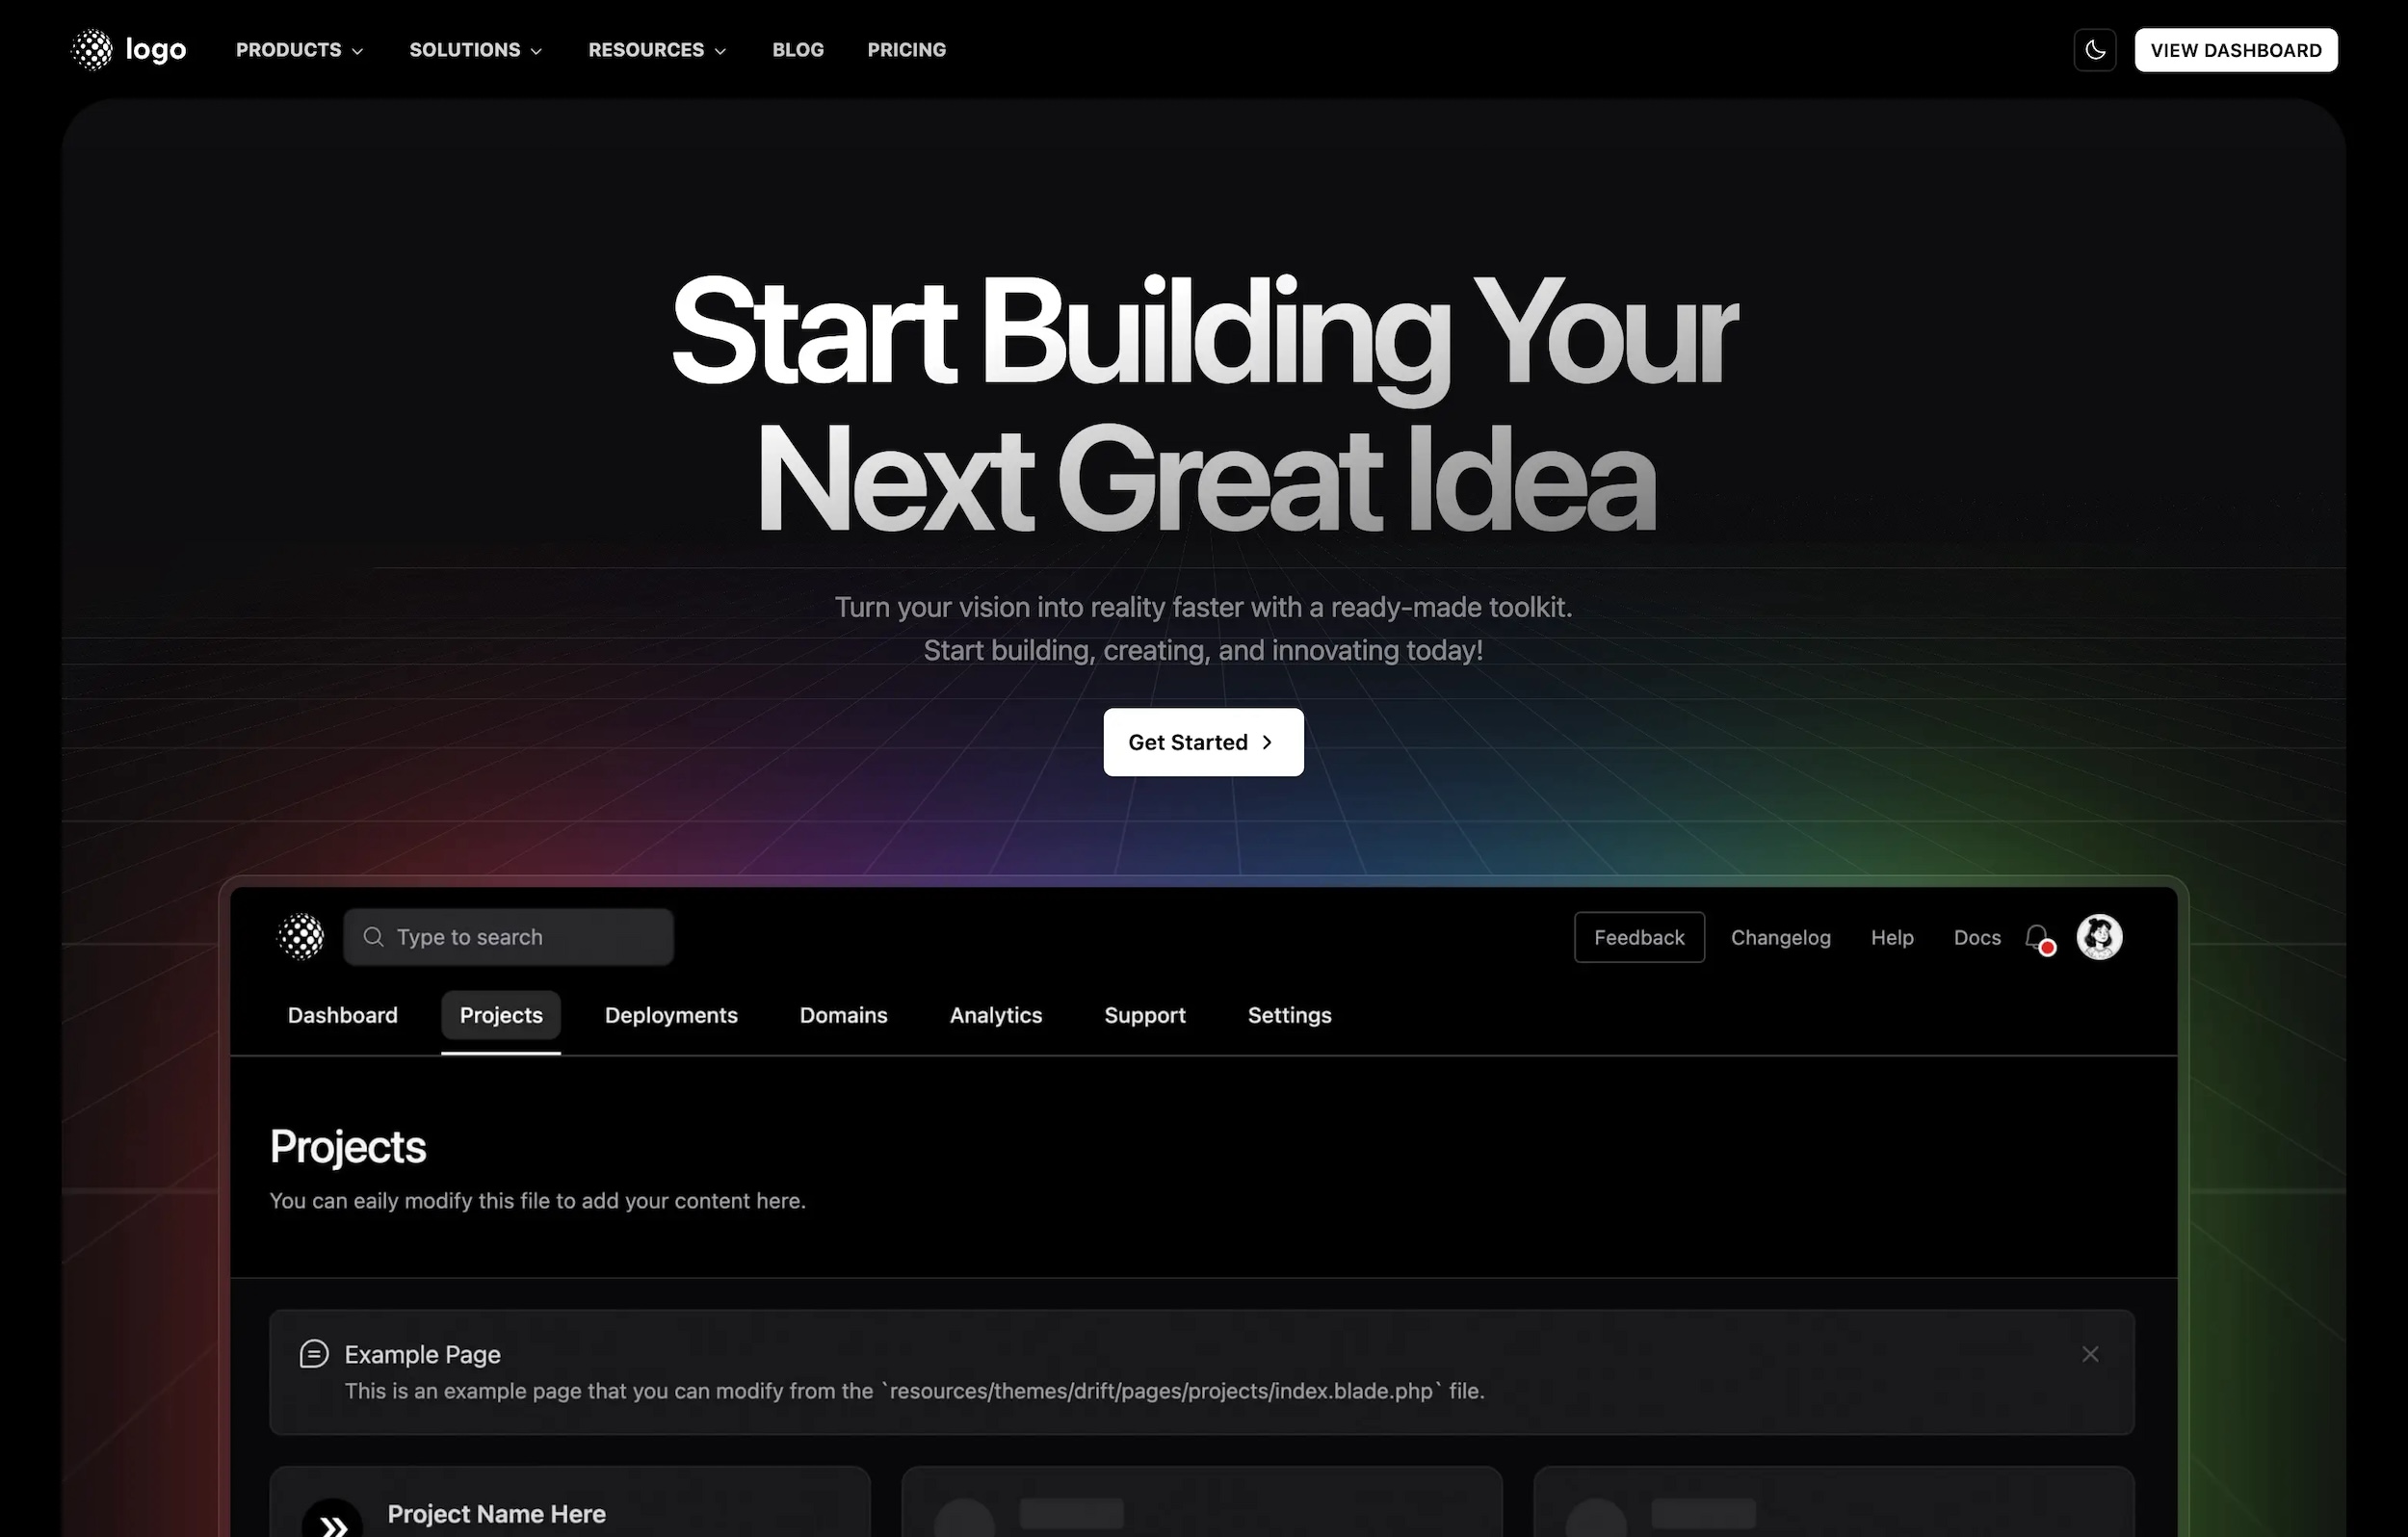 logo PRODUCTS SOLUTIONS RESOURCES BLOG PRICING VIEW DASHBOARD
Start Building Your
Next Great Idea
Turn your vision into reality faster with a ready-made toolkit.
Start building, creating, and innovating today!
Get Started
Type to search Feedback Changelog Help Docs
Dashboard Projects Deployments Domains Analytics Support Settings
Projects
You can eaily modify this file to add your content here.
Example Page
This is an example page that you can modify from the `resources/themes/drift/pages/projects/index.blade.php` file.
Project Name Here